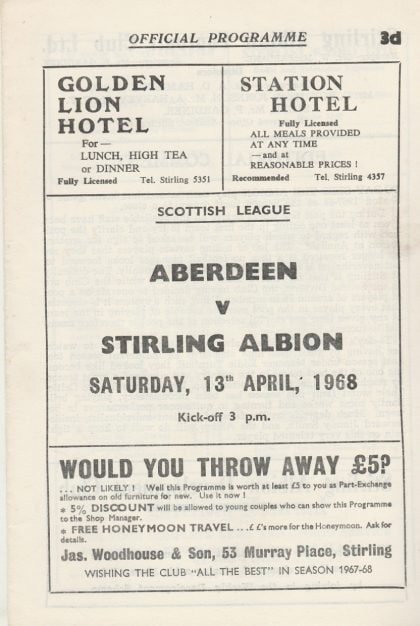 OFFICIAL PROGRAMME 3d
GOLDEN
LION
HOTEL
For—
LUNCH, HIGH TEA
or DINNER
Fully Licensed Tel. Stirling 5351
STATION
HOTEL
Fully Licensed
ALL MEALS PROVIDED
AT ANY TIME
—and at
REASONABLE PRICES !
Recommended Tel. Stirling 4357
SCOTTISH LEAGUE
ABERDEEN
V
STIRLING ALBION
SATURDAY, 13th APRIL, 1968
Kick-off 3 p.m.
WOULD YOU THROW AWAY £5?
... NOT LIKELY ! Well this Programme is worth at least £5 to you as Part-Exchange
allowance on old furniture for new. Use it now !
* 5% DISCOUNT will be allowed to young couples who can show this Programme
to the Shop Manager.
* FREE HONEYMOON TRAVEL ...£ £'s more for the Honeymoon. Ask for
details.
Jas. Woodhouse & Son, 53 Murray Place, Stirling
WISHING THE CLUB "ALL THE BEST" IN SEASON 1967-68